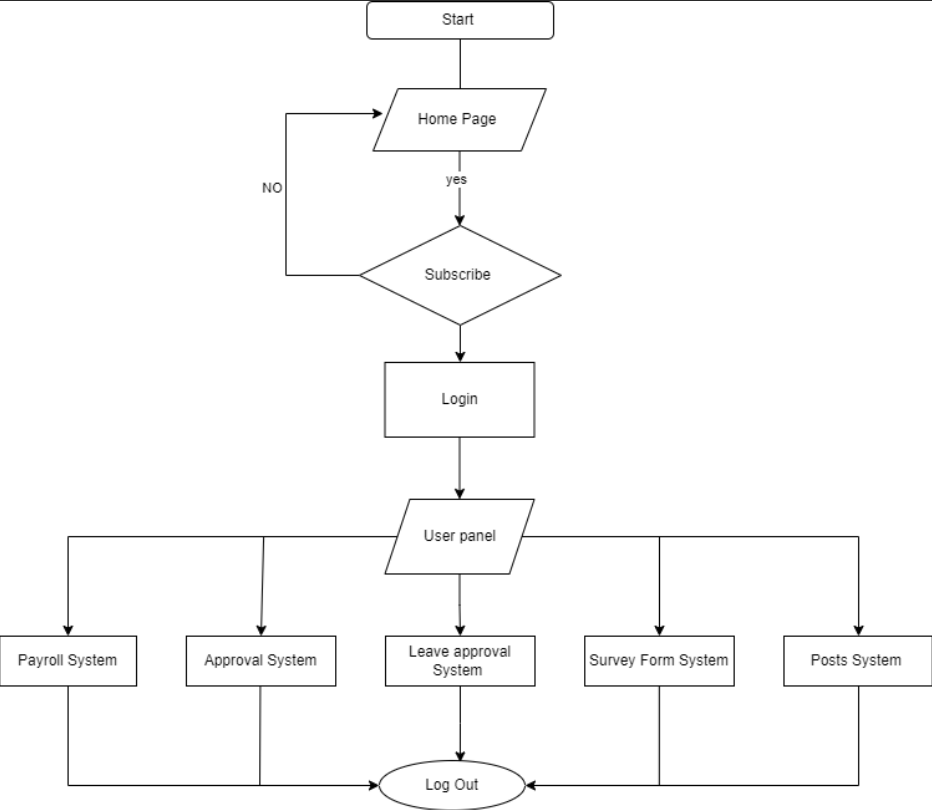 Start
Home Page
yes
NO
Subscribe
Login
User panel
Payroll System
Approval System
Leave approval
System
Survey Form System
Posts System
Log Out